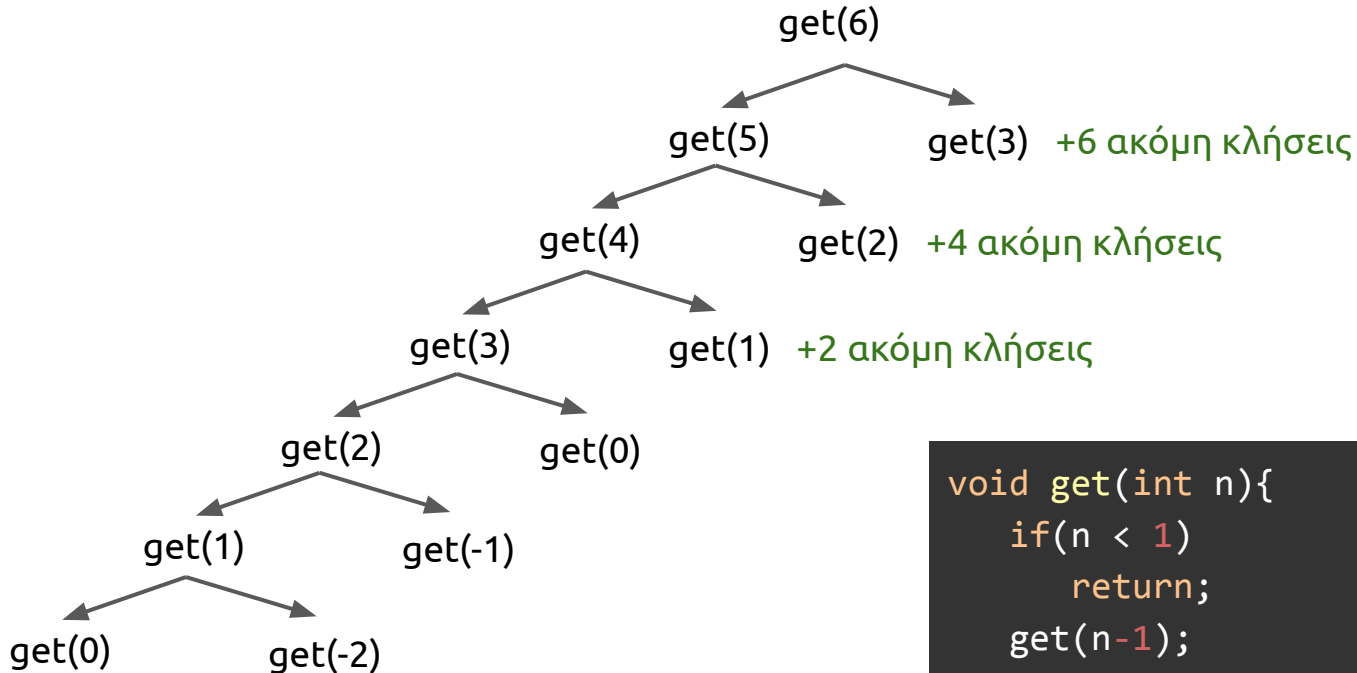 get(6)
get(5) get(3) +6 ακόμη κλήσεις
get(4) get(2) +4 ακόμη κλήσεις
get(3) get(1) +2 ακόμη κλήσεις
get(2) get(0)
get(1) get(-1)
get(0) get(-2)
void get(int n){
if(n < 1)
return;
get(n-1);